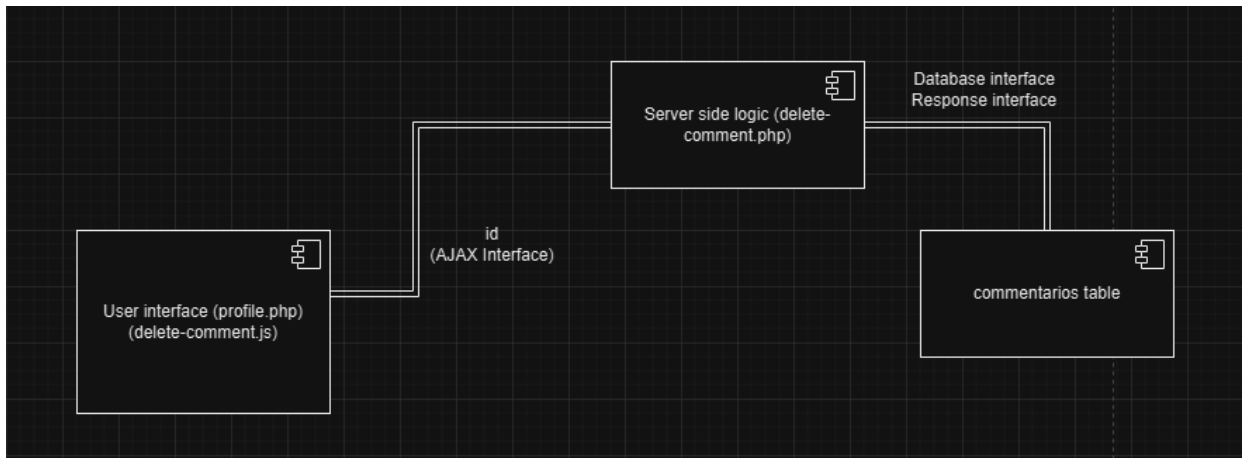 Database interface
Response interface
Server side logic (delete-
comment.php)
id
(AJAX Interface)
User interface (profile.php)
(delete-comment.js)
commentarios table